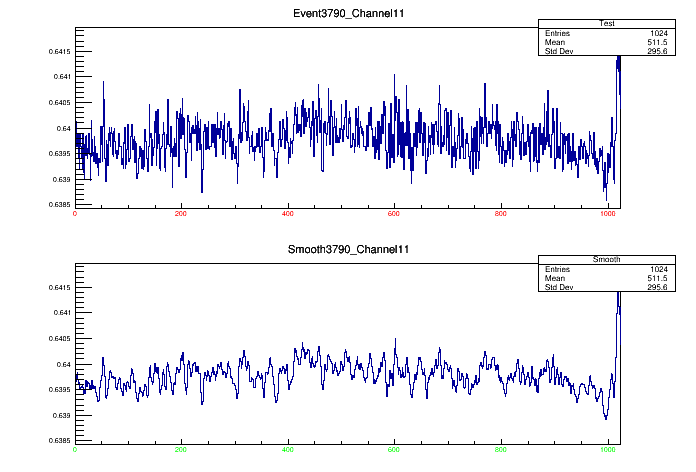 Event3790_Channel11
Test
Entries 1024
Mean 511.5
Std Dev 295.6
0.6415
0.641
0.6405
0.64
0.6395
0.639
0.6385
0 200 400 600 800 1000
Smooth3790_Channel11
Smooth
Entries 1024
Mean 511.5
Std Dev 295.6
0.6415
0.641
0.6405
0.64
0.6395
0.639
0.6385
0 200 400 600 800 1000